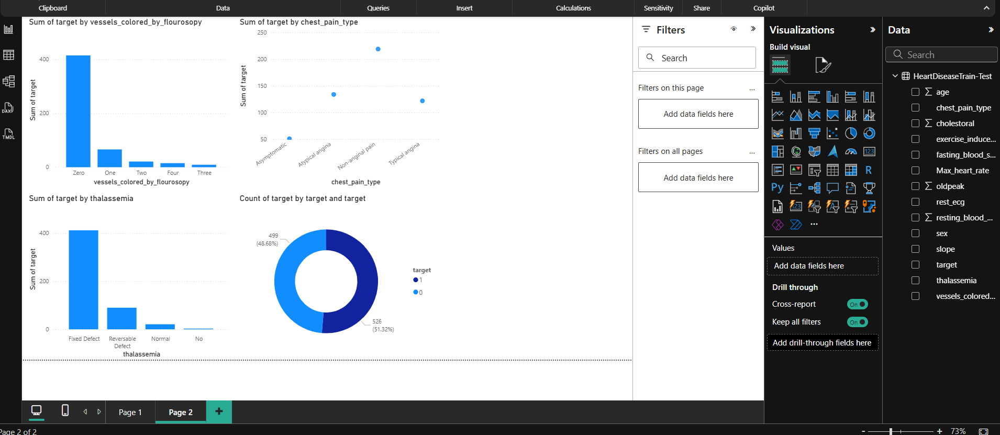 Clipboard
Data
Queries
Insert
Calculations
Sensitivity
Share
Copilot
Sum of target by vessels_colored_by_flourosopy
400
200
0
Sum of target
Zero
One
Two
Four
Three
vessels_colored_by_flourosopy
Sum of target by chest_pain_type
250
200
150
100
50
Sum of target
Asymptomatic
Atypical angina
Non-anginal pain
Typical angina
chest_pain_type
Sum of target by thalassemia
400
200
0
Sum of target
Fixed Defect
Reversable
Defect
Normal
No
thalassemia
Count of target by target and target
499
(48.68%)
526
(51.32%)
target
1
0
Filters
Search
Filters on this page
...
Add data fields here
Filters on all pages
...
Add data fields here
Visualizations
Build visual
123
R
Py
123
...
Values
Add data fields here
Drill through
Cross-report
On
Keep all filters
On
Add drill-through fields here
Data
Search
HeartDiseaseTrain-Test
age
chest_pain_type
cholestoral
exercise_induce...
fasting_blood_s...
Max_heart_rate
oldpeak
rest_ecg
resting_blood_...
sex
slope
target
thalassemia
vessels_colored...
DAX
TMDL
Page 1
Page 2
+
Page 2 of 2
- + 73%